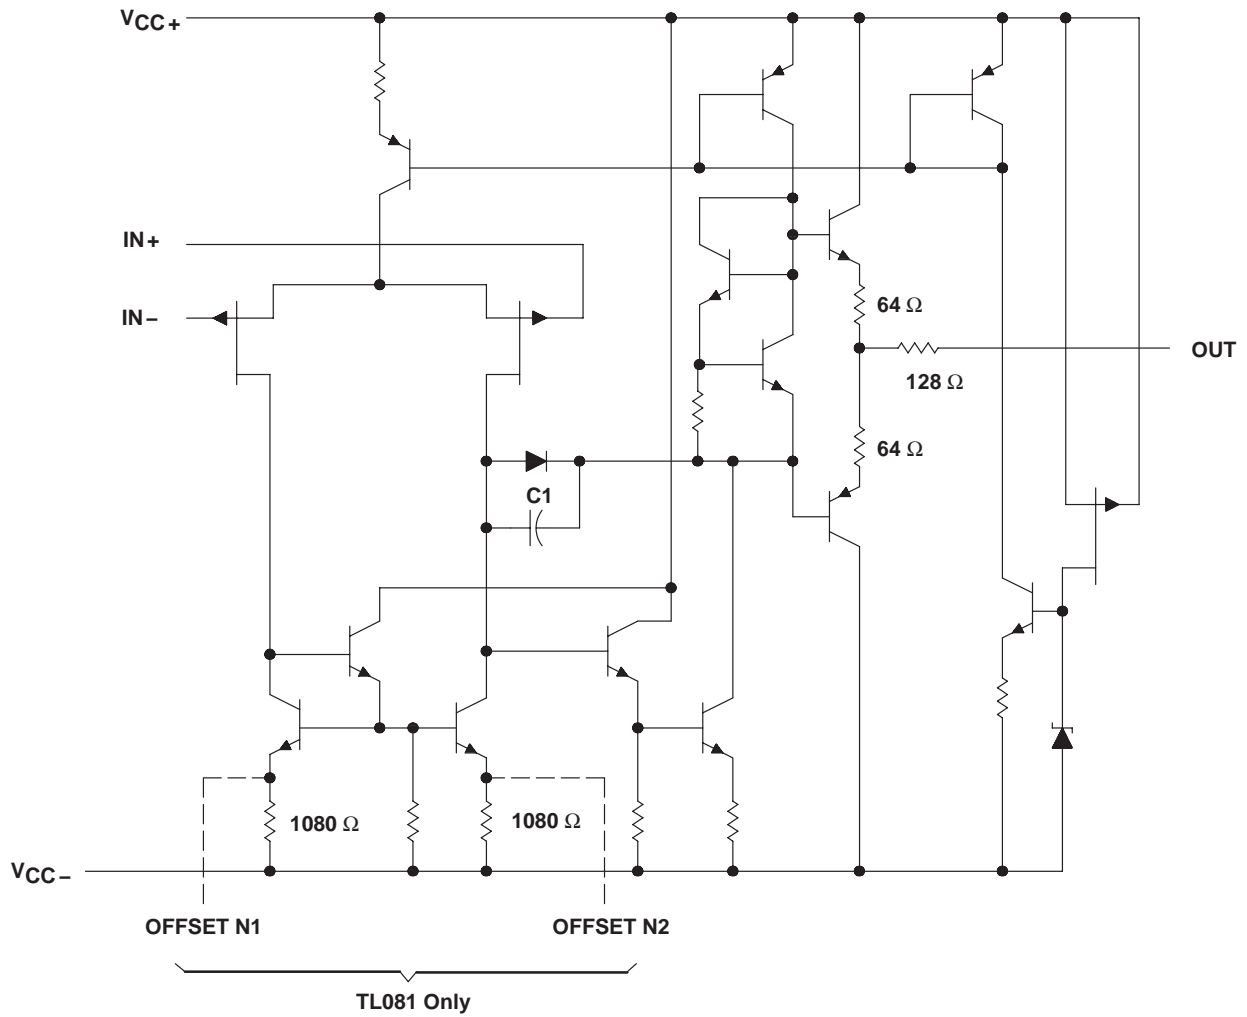 VCC+
IN+
IN−
64 Ω
OUT
128 Ω
64 Ω
C1
1080 Ω
1080 Ω
VCC−
OFFSET N1
OFFSET N2
TL081 Only